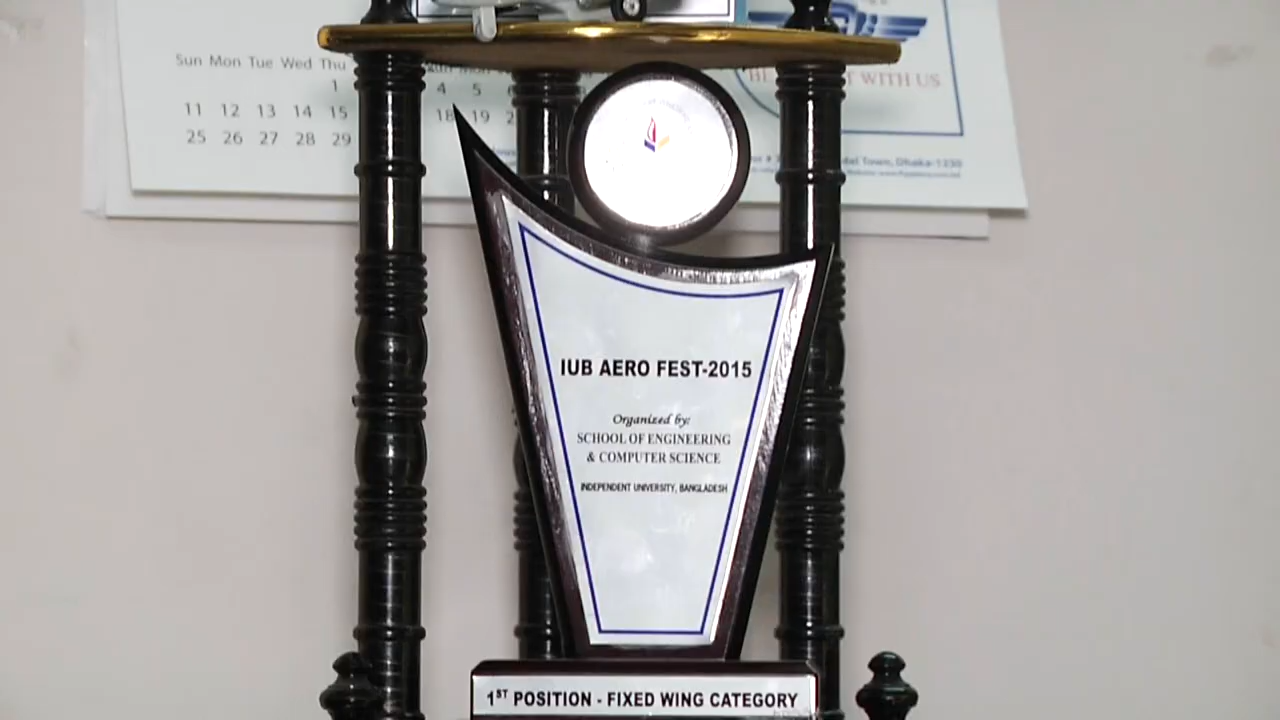 Sun Mon Tue Wed Thu
1
4 5
11 12 13 14 15
18 19
25 26 27 28 29
WITH US
Town, Dhaka-1230
IUB AERO FEST-2015
Organized by:
SCHOOL OF ENGINEERING
& COMPUTER SCIENCE
INDEPENDENT UNIVERSITY, BANGLADESH
1ST POSITION - FIXED WING CATEGORY